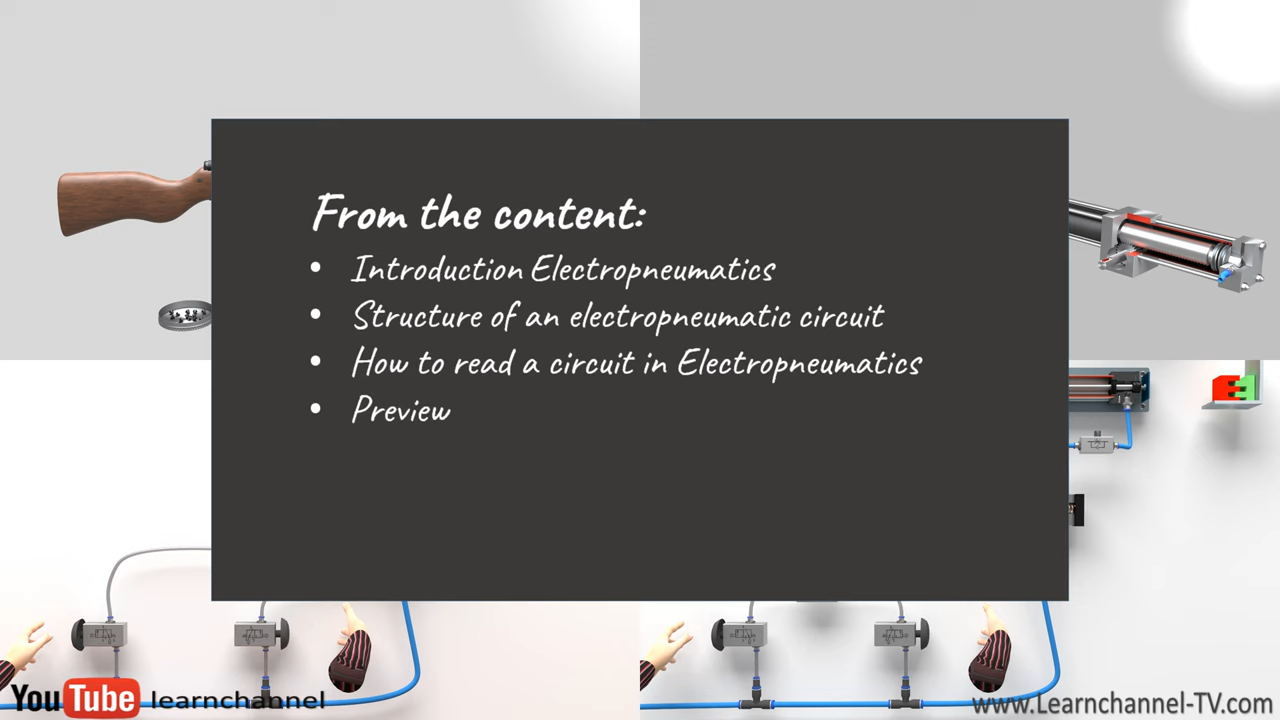 From the content:
• Introduction Electropneumatics
• Structure of an electropneumatic circuit
• How to read a circuit in Electropneumatics
• Preview
YouTube learnchannel
www.Learnchannel-TV.com